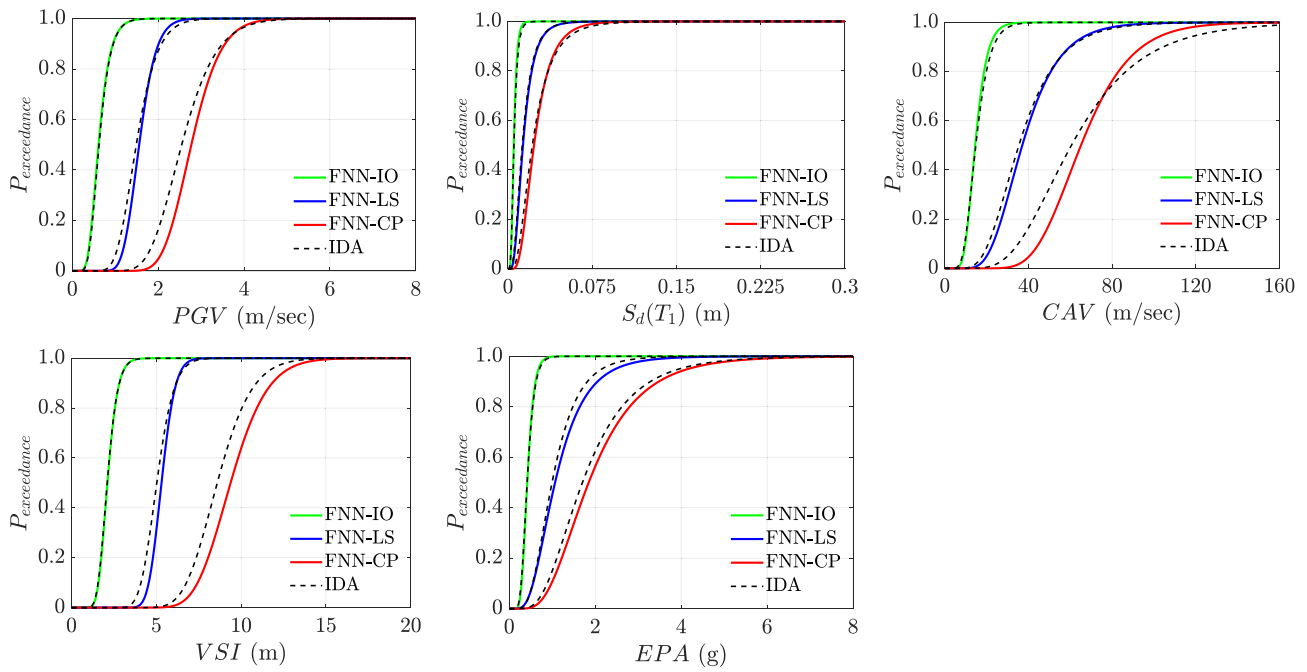 1.0
0.8
0.6
0.4
0.2
0
P_exceedance
FNN-IO
FNN-LS
FNN-CP
IDA
0 2 4 6 8
PGV (m/sec)
1.0
0.8
0.6
0.4
0.2
0
P_exceedance
FNN-IO
FNN-LS
FNN-CP
IDA
0 0.075 0.15 0.225 0.3
S_d(T_1) (m)
1.0
0.8
0.6
0.4
0.2
0
P_exceedance
FNN-IO
FNN-LS
FNN-CP
IDA
0 40 80 120 160
CAV (m/sec)
1.0
0.8
0.6
0.4
0.2
0
P_exceedance
FNN-IO
FNN-LS
FNN-CP
IDA
0 5 10 15 20
VSI (m)
1.0
0.8
0.6
0.4
0.2
0
P_exceedance
FNN-IO
FNN-LS
FNN-CP
IDA
0 2 4 6 8
EPA (g)